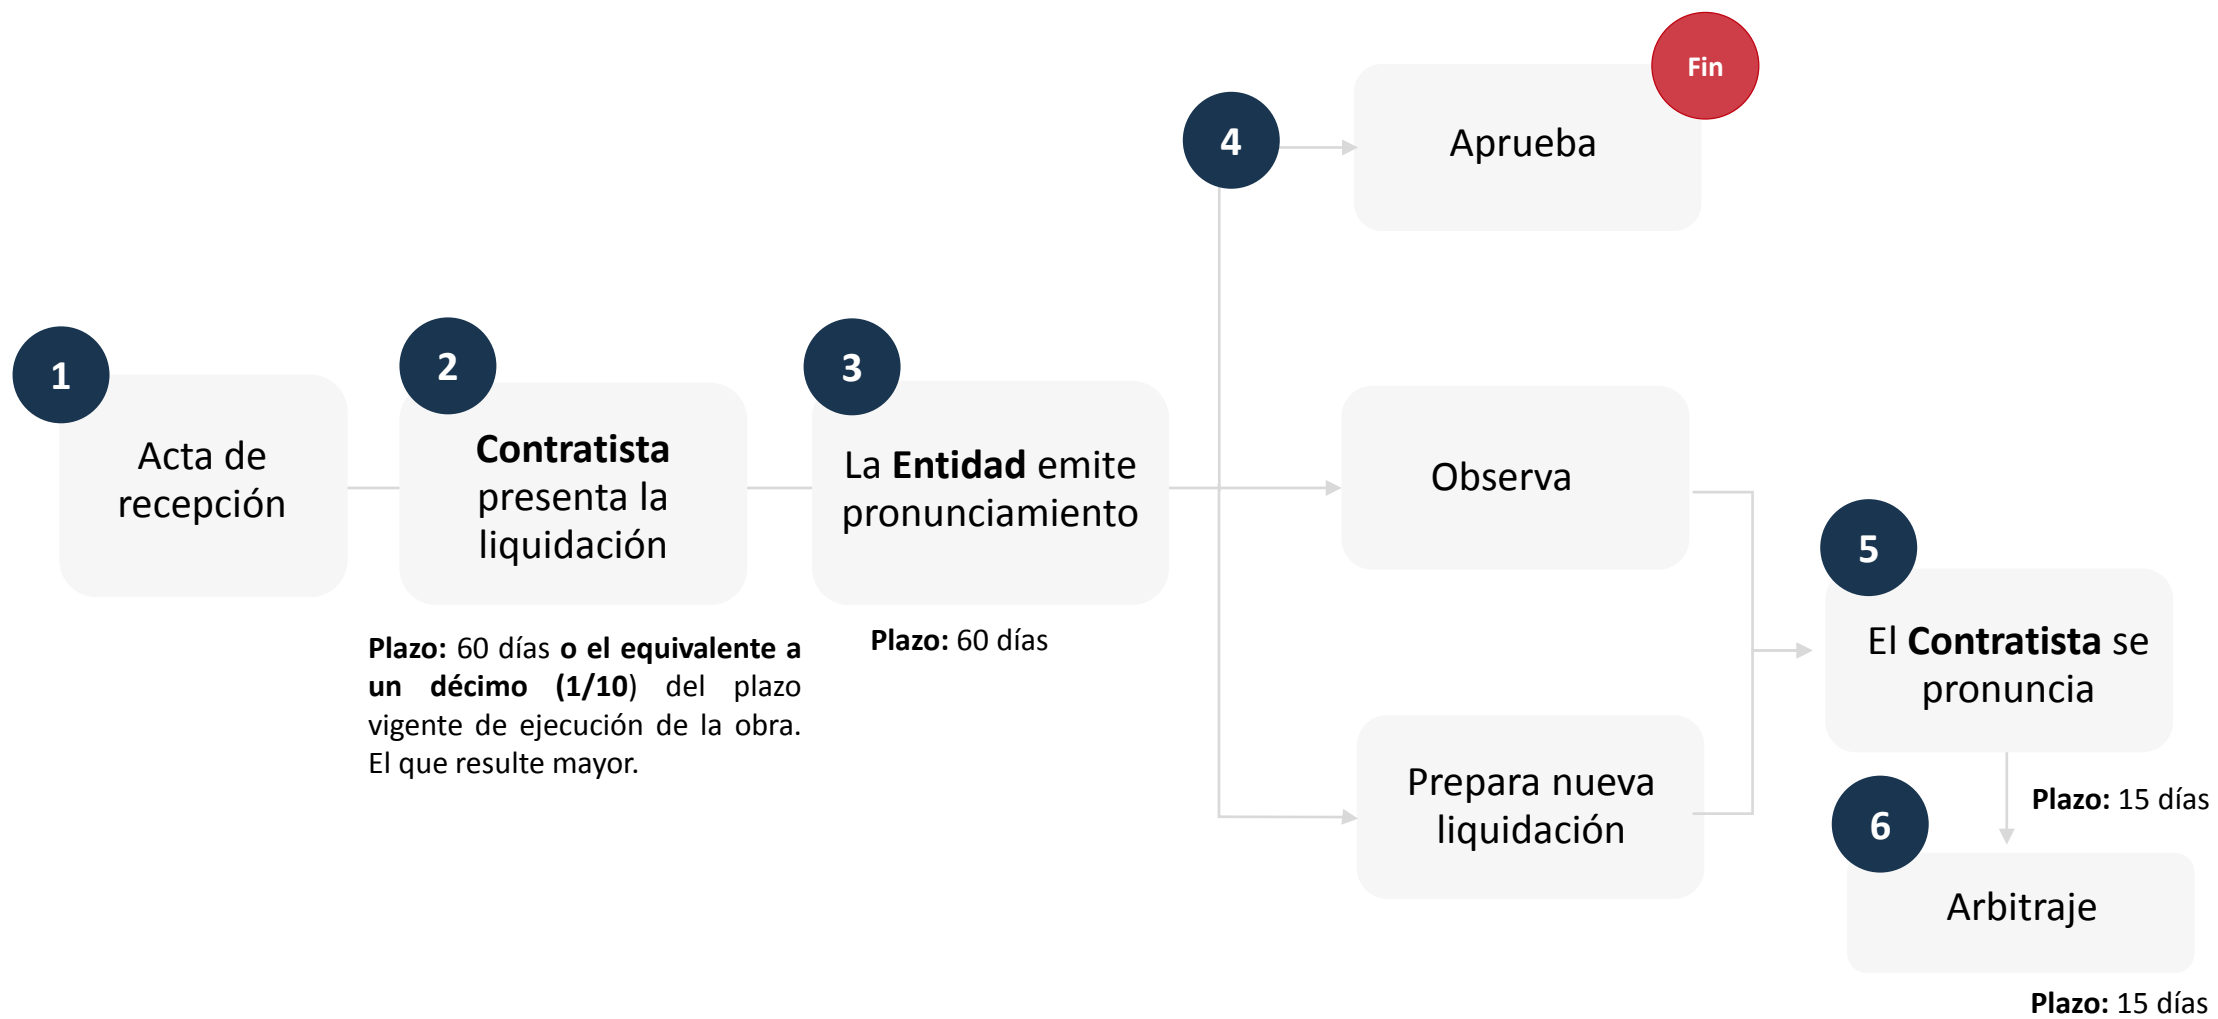 1
Acta de
recepción
2
Contratista
presenta la
liquidación
Plazo: 60 días o el equivalente a
un décimo (1/10) del plazo
vigente de ejecución de la obra.
El que resulte mayor.
3
La Entidad emite
pronunciamiento
Plazo: 60 días
4
Aprueba
Fin
Observa
Prepara nueva
liquidación
5
El Contratista se
pronuncia
Plazo: 15 días
6
Arbitraje
Plazo: 15 días